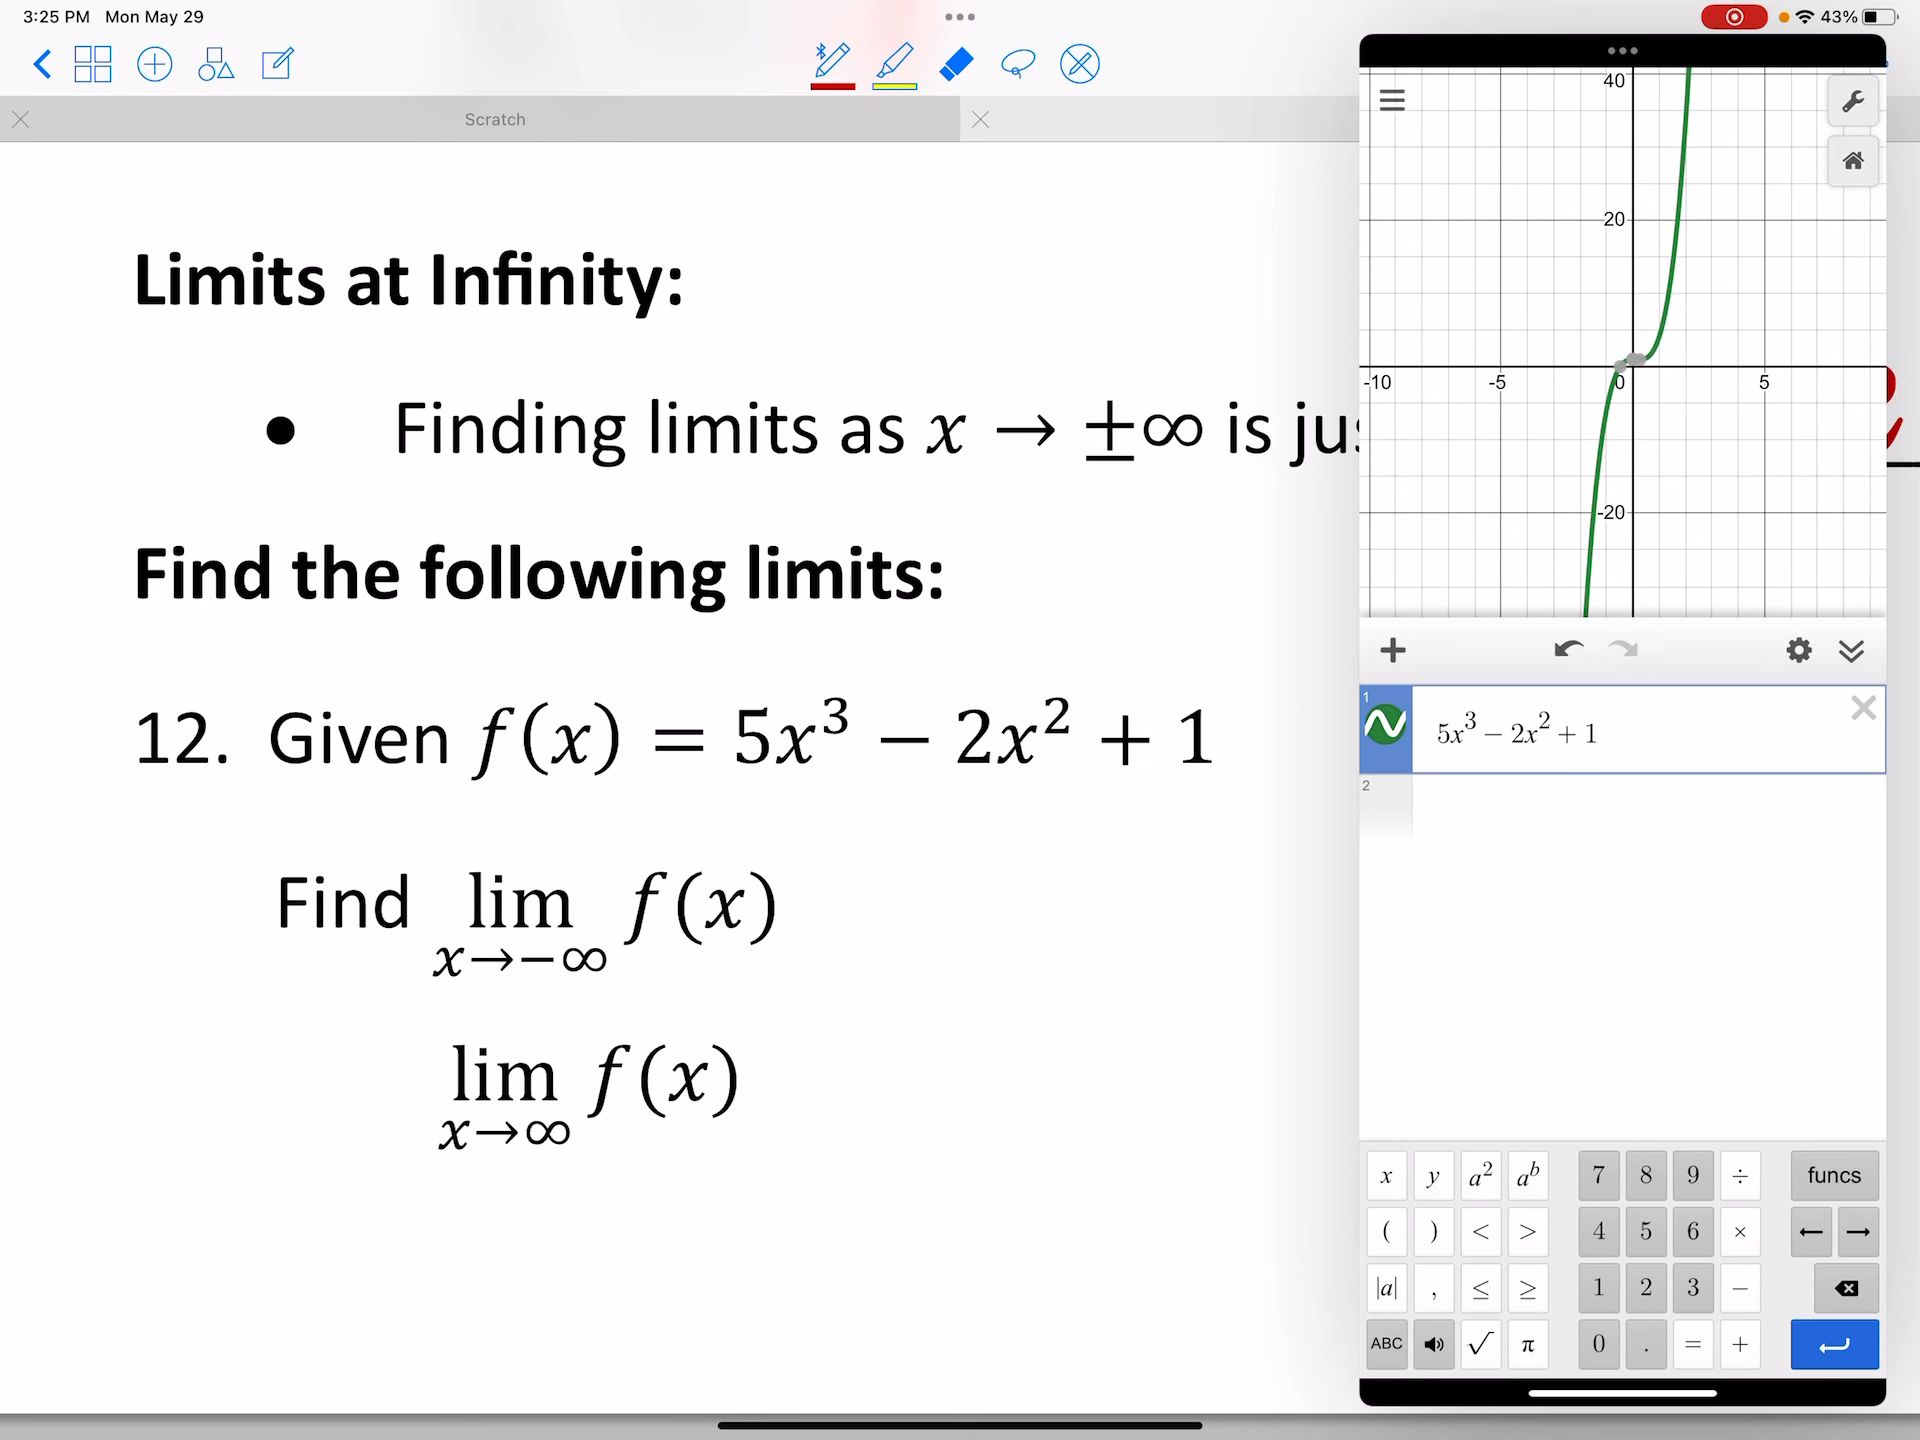 3:25 PM Mon May 29
43%
Scratch
Limits at Infinity:
• Finding limits as x → ±∞ is
Find the following limits:
12. Given f(x) = 5x³ − 2x² + 1
Find lim f(x)
x→−∞
lim f(x)
x→∞
40
20
-10 -5 0 5
-20
1
5x³ − 2x² + 1
2
x y a² aᵇ 7 8 9 ÷ funcs
( ) < > 4 5 6 × ← →
|a| , ≤ ≥ 1 2 3 −
ABC √ π 0 . = +